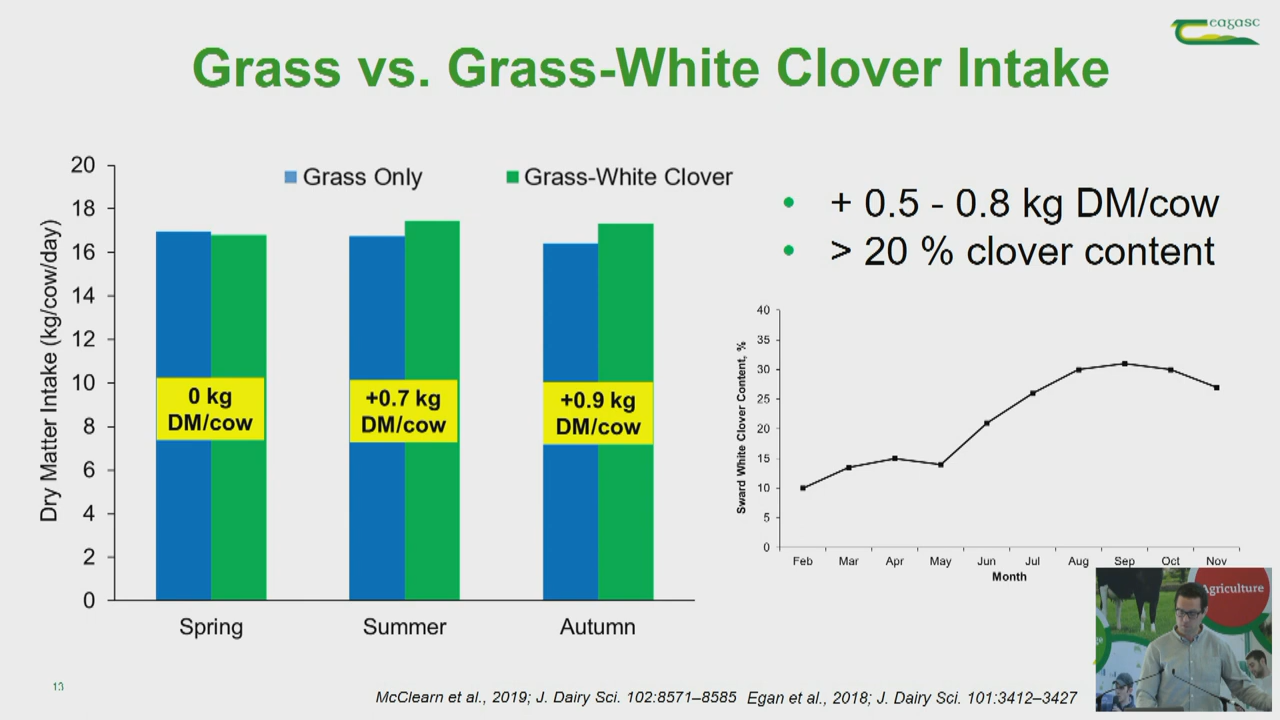 cagasc
Grass vs. Grass-White Clover Intake
Grass Only
Grass-White Clover
Dry Matter Intake (kg/cow/day)
20
18
16
14
12
10
8
6
4
2
0
0 kg
DM/cow
+0.7 kg
DM/cow
+0.9 kg
DM/cow
Spring
Summer
Autumn
• + 0.5 - 0.8 kg DM/cow
• > 20 % clover content
Sward White Clover Content, %
40
35
30
25
20
15
10
5
0
Feb Mar Apr May Jun Jul Aug Sep Oct Nov
Month
Agriculture
13
McClearn et al., 2019; J. Dairy Sci. 102:8571–8585 Egan et al., 2018; J. Dairy Sci. 101:3412–3427